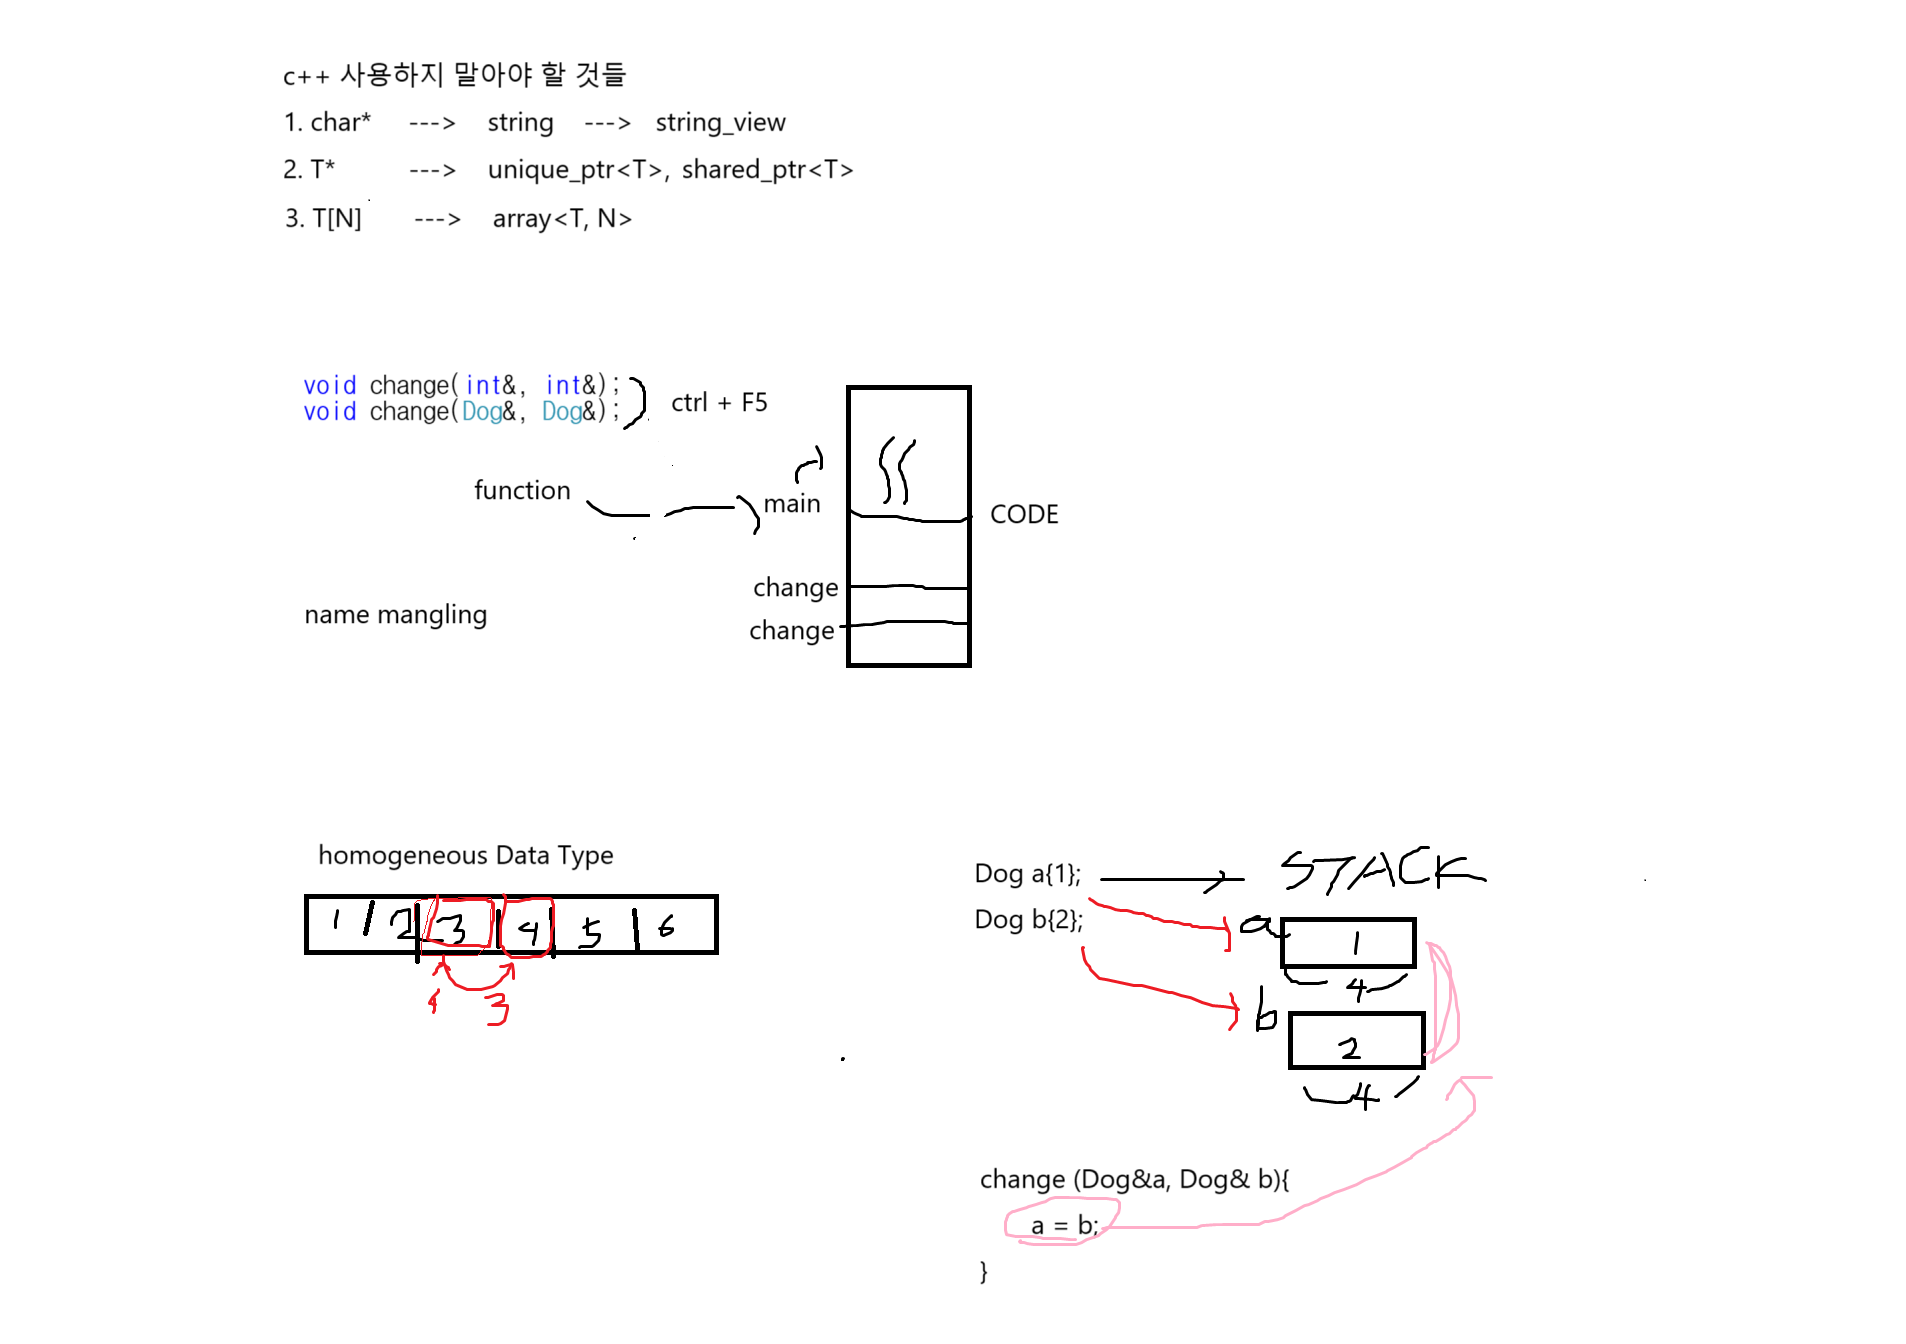 c++ 사용하지 말아야 할 것들
1. char* ---> string ---> string_view
2. T* ---> unique_ptr<T>, shared_ptr<T>
3. T[N] ---> array<T, N>
void change(int&, int&);
void change(Dog&, Dog&);
ctrl + F5
function
main
CODE
change
change
name mangling
homogeneous Data Type
1 2 3 4 5 6
3
Dog a{1};
Dog b{2};
STACK
a 1
4
b
2
4
change (Dog&a, Dog& b){
a = b;
}